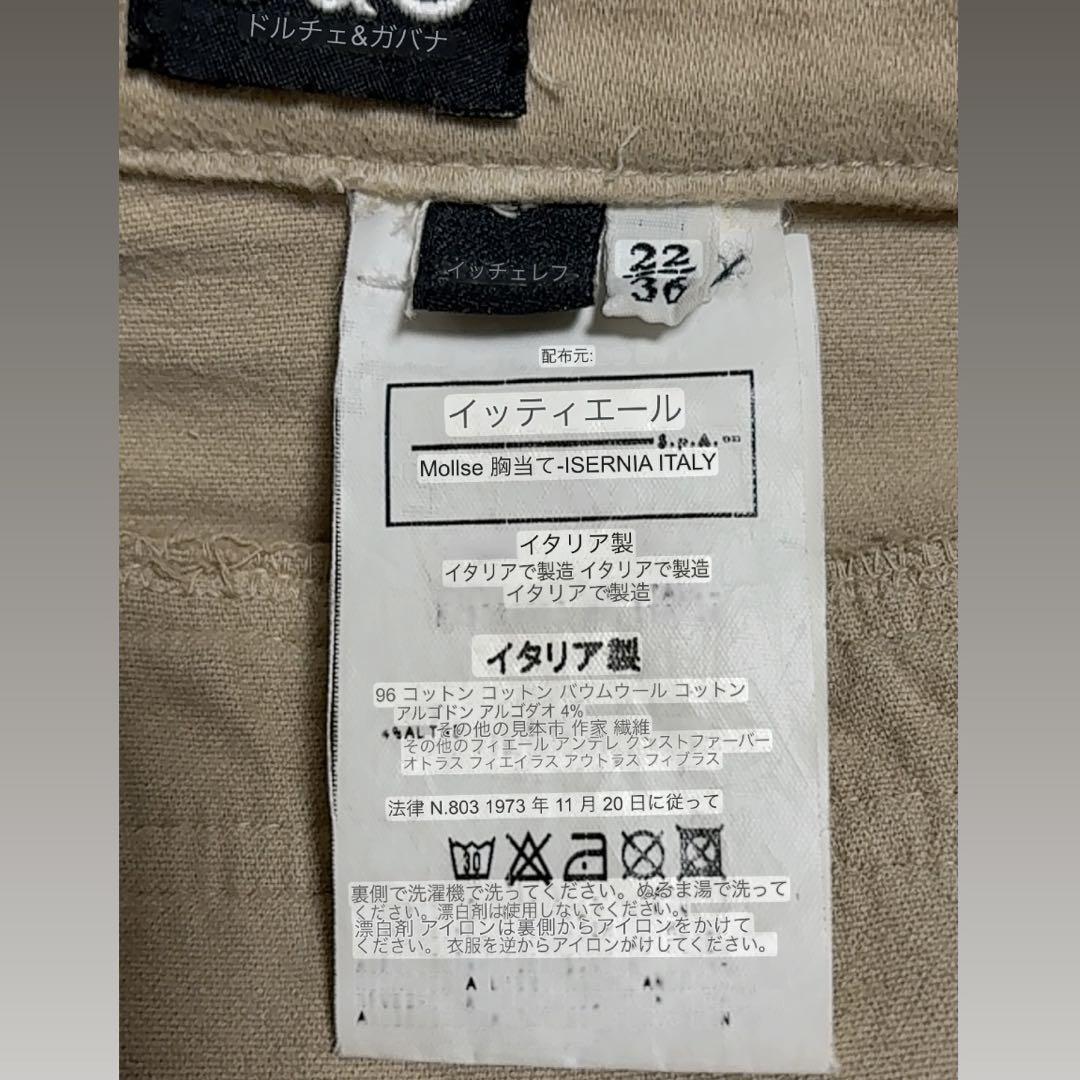 ドルチェ&ガバナ
イッチェレフ
22
36
配布元:
イッティエール
S.p.A.
Mollse 胸当て-ISERNIA ITALY
イタリア製
イタリアで製造 イタリアで製造
イタリアで製造
イタリア製
96 コットン コットン バウムウール コットン
アルゴドン アルゴダオ 4%
その他の見本市 作家 繊維
その他のフィエール アンデレ クンストファーバー
オトラス フィエイラス アウトラス フィブラス
法律 N.803 1973 年 11 月 20 日に従って
30
裏側で洗濯機で洗ってください。ぬるま湯で洗って
ください。漂白剤は使用しないでください。
漂白剤 アイロンは裏側からアイロンをかけて
ください。 衣服を逆からアイロンがけしてください。